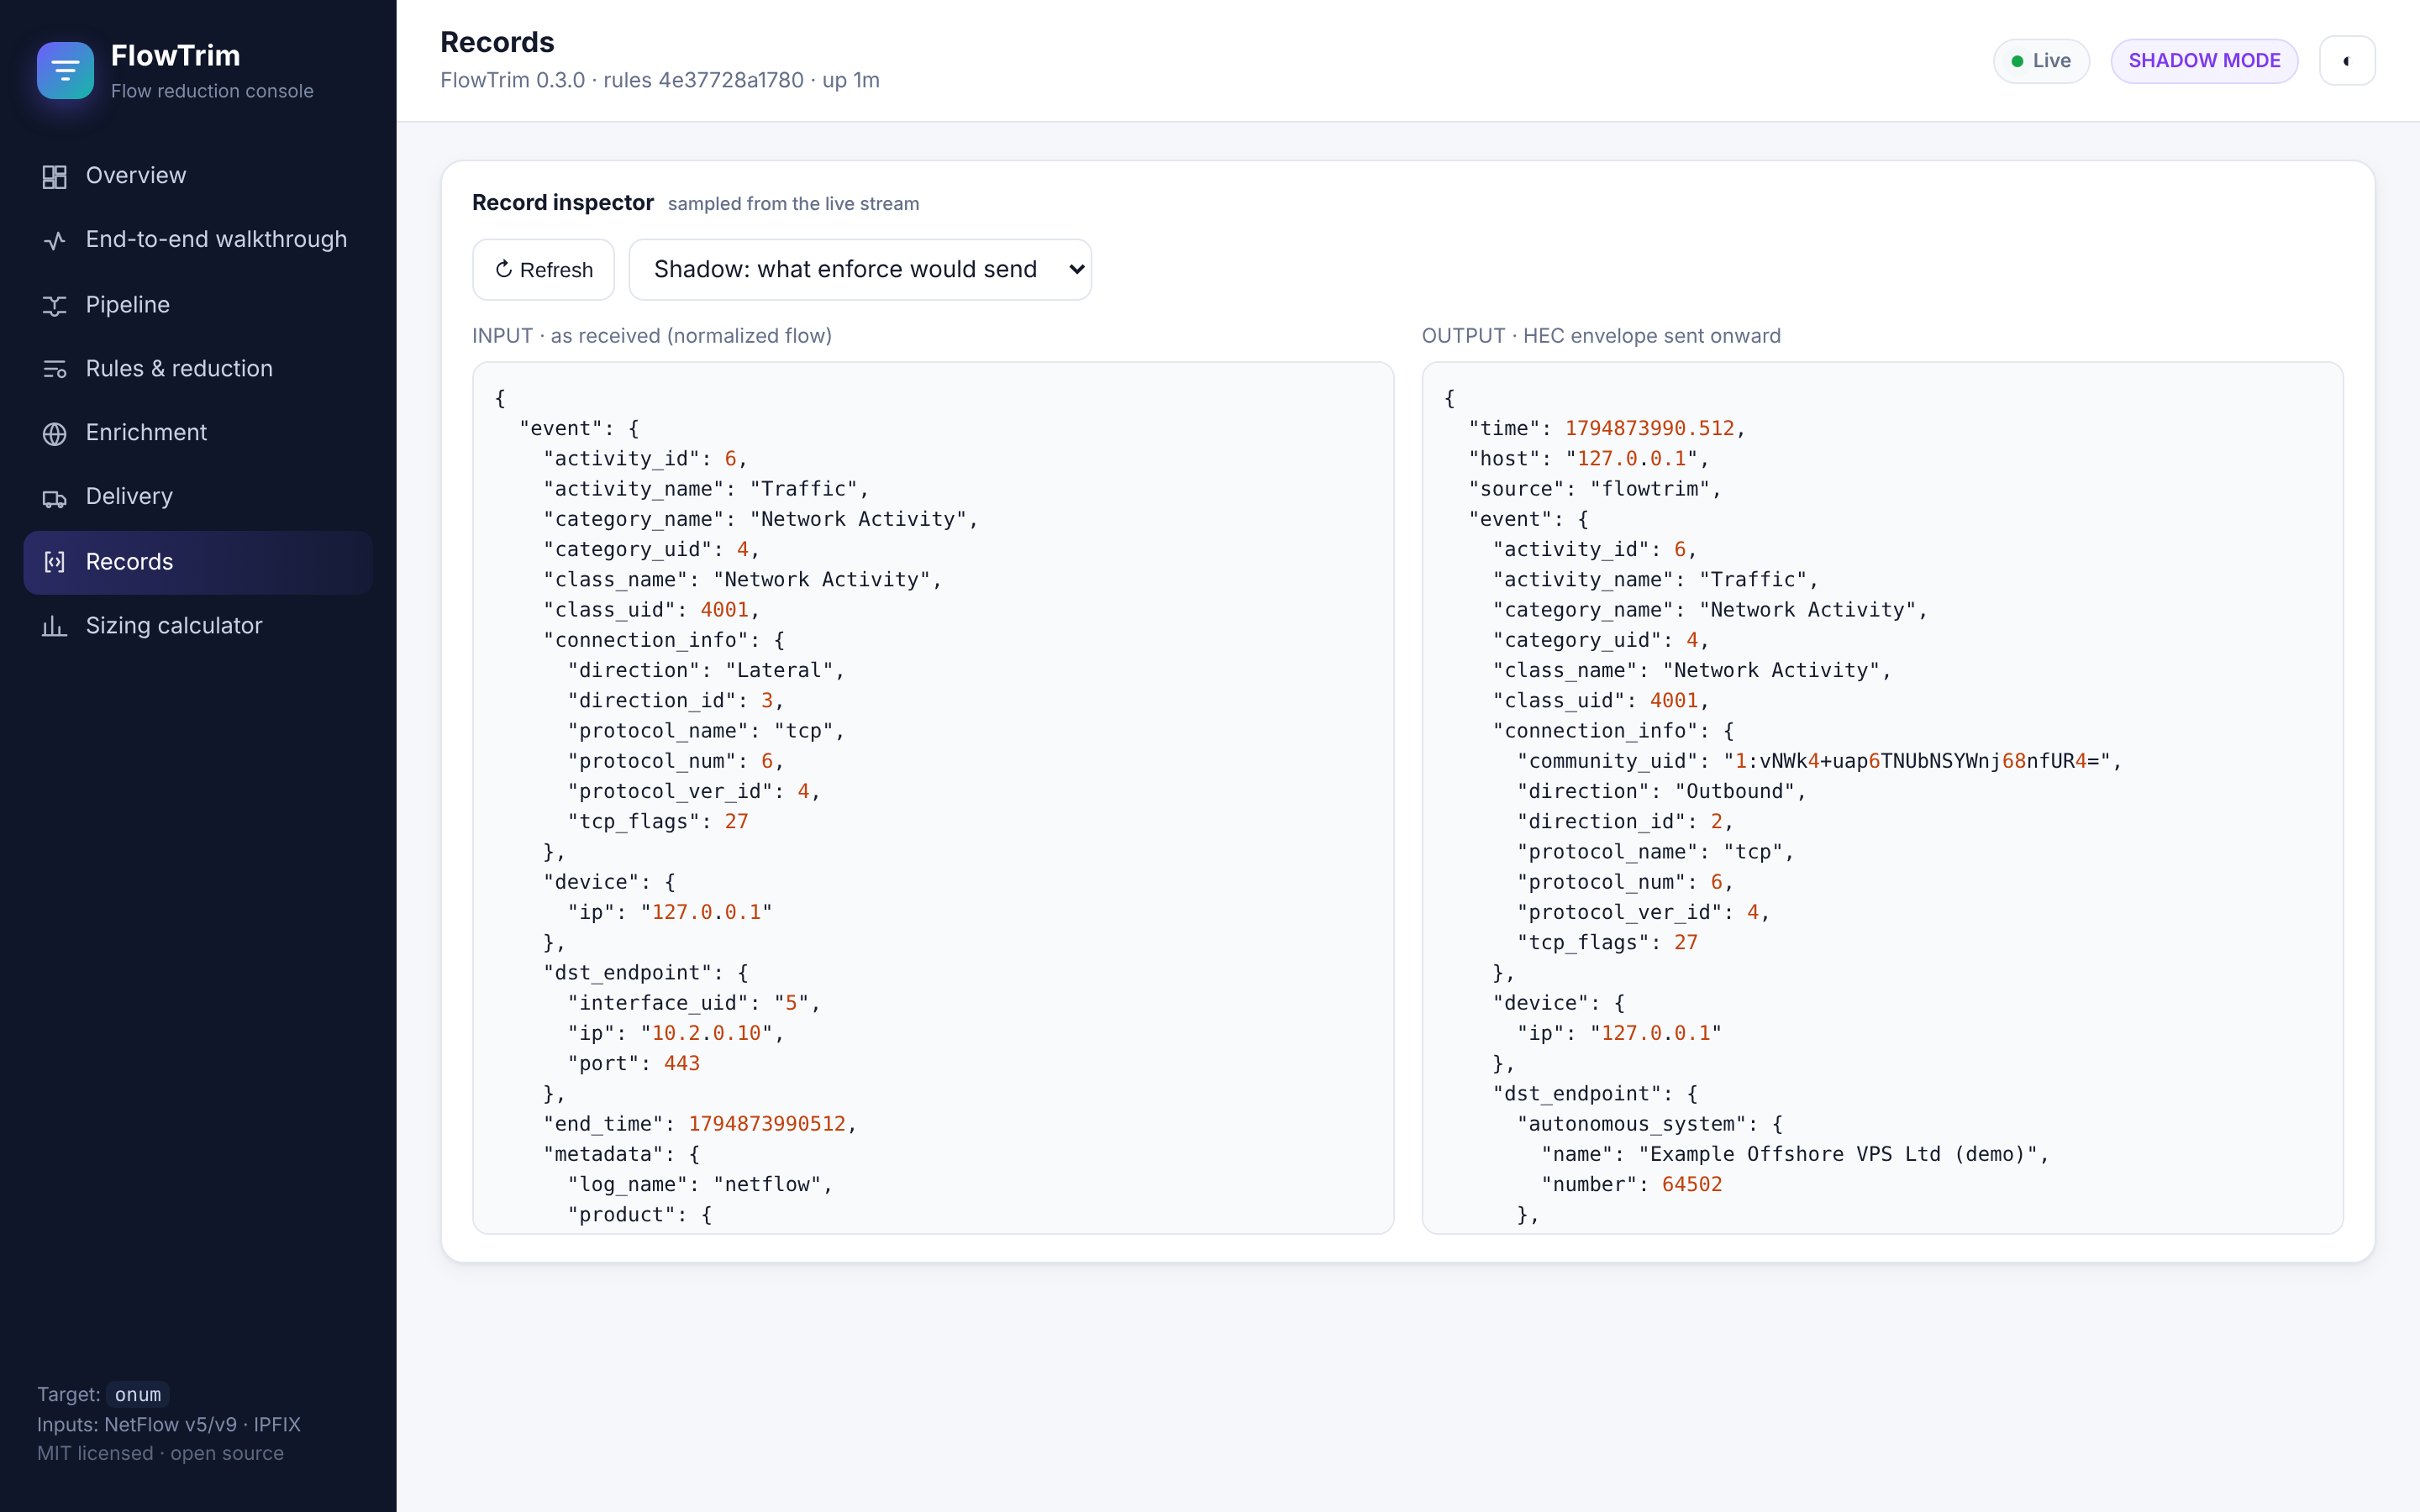 FlowTrim
Flow reduction console
Overview
End-to-end walkthrough
Pipeline
Rules & reduction
Enrichment
Delivery
Records
Sizing calculator
Target: onum
Inputs: NetFlow v5/v9 · IPFIX
MIT licensed · open source
Records
FlowTrim 0.3.0 · rules 4e37728a1780 · up 1m
Live
SHADOW MODE
Record inspector sampled from the live stream
↻ Refresh
Shadow: what enforce would send
INPUT · as received (normalized flow)
{
  "event": {
    "activity_id": 6,
    "activity_name": "Traffic",
    "category_name": "Network Activity",
    "category_uid": 4,
    "class_name": "Network Activity",
    "class_uid": 4001,
    "connection_info": {
      "direction": "Lateral",
      "direction_id": 3,
      "protocol_name": "tcp",
      "protocol_num": 6,
      "protocol_ver_id": 4,
      "tcp_flags": 27
    },
    "device": {
      "ip": "127.0.0.1"
    },
    "dst_endpoint": {
      "interface_uid": "5",
      "ip": "10.2.0.10",
      "port": 443
    },
    "end_time": 1794873990512,
    "metadata": {
      "log_name": "netflow",
      "product": {
OUTPUT · HEC envelope sent onward
{
  "time": 1794873990.512,
  "host": "127.0.0.1",
  "source": "flowtrim",
  "event": {
    "activity_id": 6,
    "activity_name": "Traffic",
    "category_name": "Network Activity",
    "category_uid": 4,
    "class_name": "Network Activity",
    "class_uid": 4001,
    "connection_info": {
      "community_uid": "1:vNWk4+uap6TNUbNSYWnj68nfUR4=",
      "direction": "Outbound",
      "direction_id": 2,
      "protocol_name": "tcp",
      "protocol_num": 6,
      "protocol_ver_id": 4,
      "tcp_flags": 27
    },
    "device": {
      "ip": "127.0.0.1"
    },
    "dst_endpoint": {
      "autonomous_system": {
        "name": "Example Offshore VPS Ltd (demo)",
        "number": 64502
      },